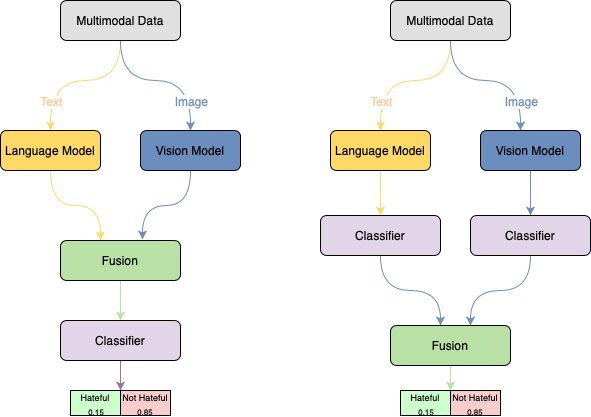 Multimodal Data
Text
Image
Language Model
Vision Model
Fusion
Classifier
Hateful
0.15
Not Hateful
0.85
Multimodal Data
Text
Image
Language Model
Vision Model
Classifier
Classifier
Fusion
Hateful
0.15
Not Hateful
0.85